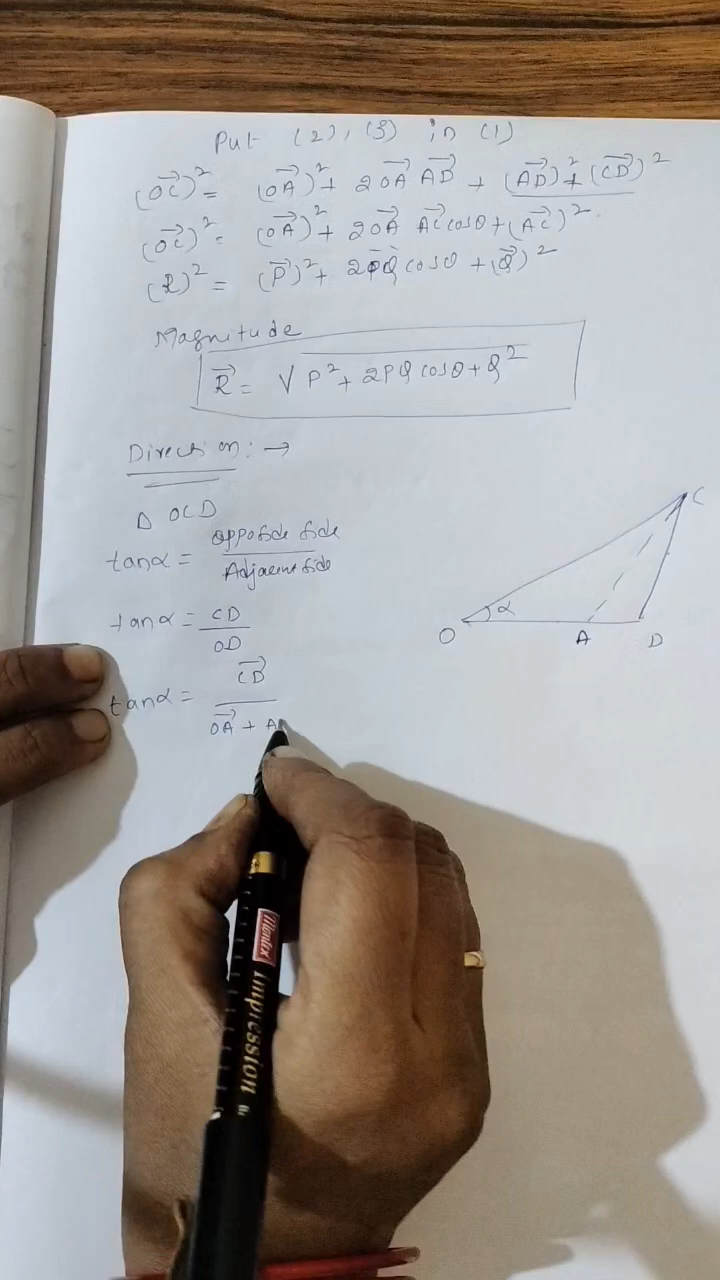 Put (2), (3) in (1)
(OC⃗)² = (OA⃗)² + 2OA⃗ AD⃗ + (AD⃗)² + (CD⃗)²
(OC⃗)² = (OA⃗)² + 2OA⃗ AC⃗ cosθ + (AC⃗)²
(R)² = (P⃗)² + 2PQ cosθ + (Q⃗)²
Magnitude
R⃗ = √P² + 2PQ cosθ + Q²
Direction: →
Δ OCD
tanα = Opposide side / Adjacent side
tanα = CD / OD
tanα = CD⃗ / OA⃗ + A
C
α
O A D
Montex Impression